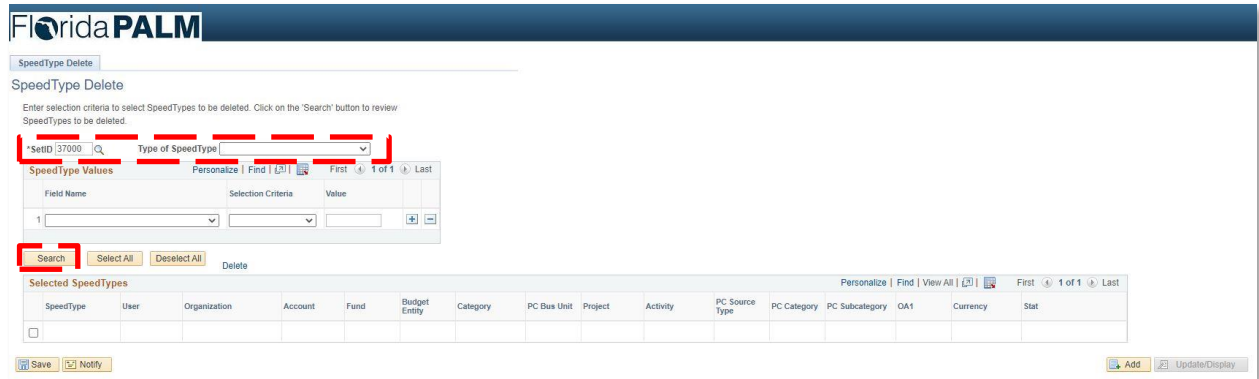 Florida PALM
SpeedType Delete
SpeedType Delete
Enter selection criteria to select SpeedTypes to be deleted. Click on the 'Search' button to review
SpeedTypes to be deleted.
*SetID 37000 Type of SpeedType
SpeedType Values Personalize | Find | First 1 of 1 Last
Field Name Selection Criteria Value
1
Search Select All Deselect All Delete
Selected SpeedTypes Personalize | Find | View All | First 1 of 1 Last
SpeedType User Organization Account Fund Budget Entity Category PC Bus Unit Project Activity PC Source Type PC Category PC Subcategory OA1 Currency Stat
Save Notify Add Update/Display